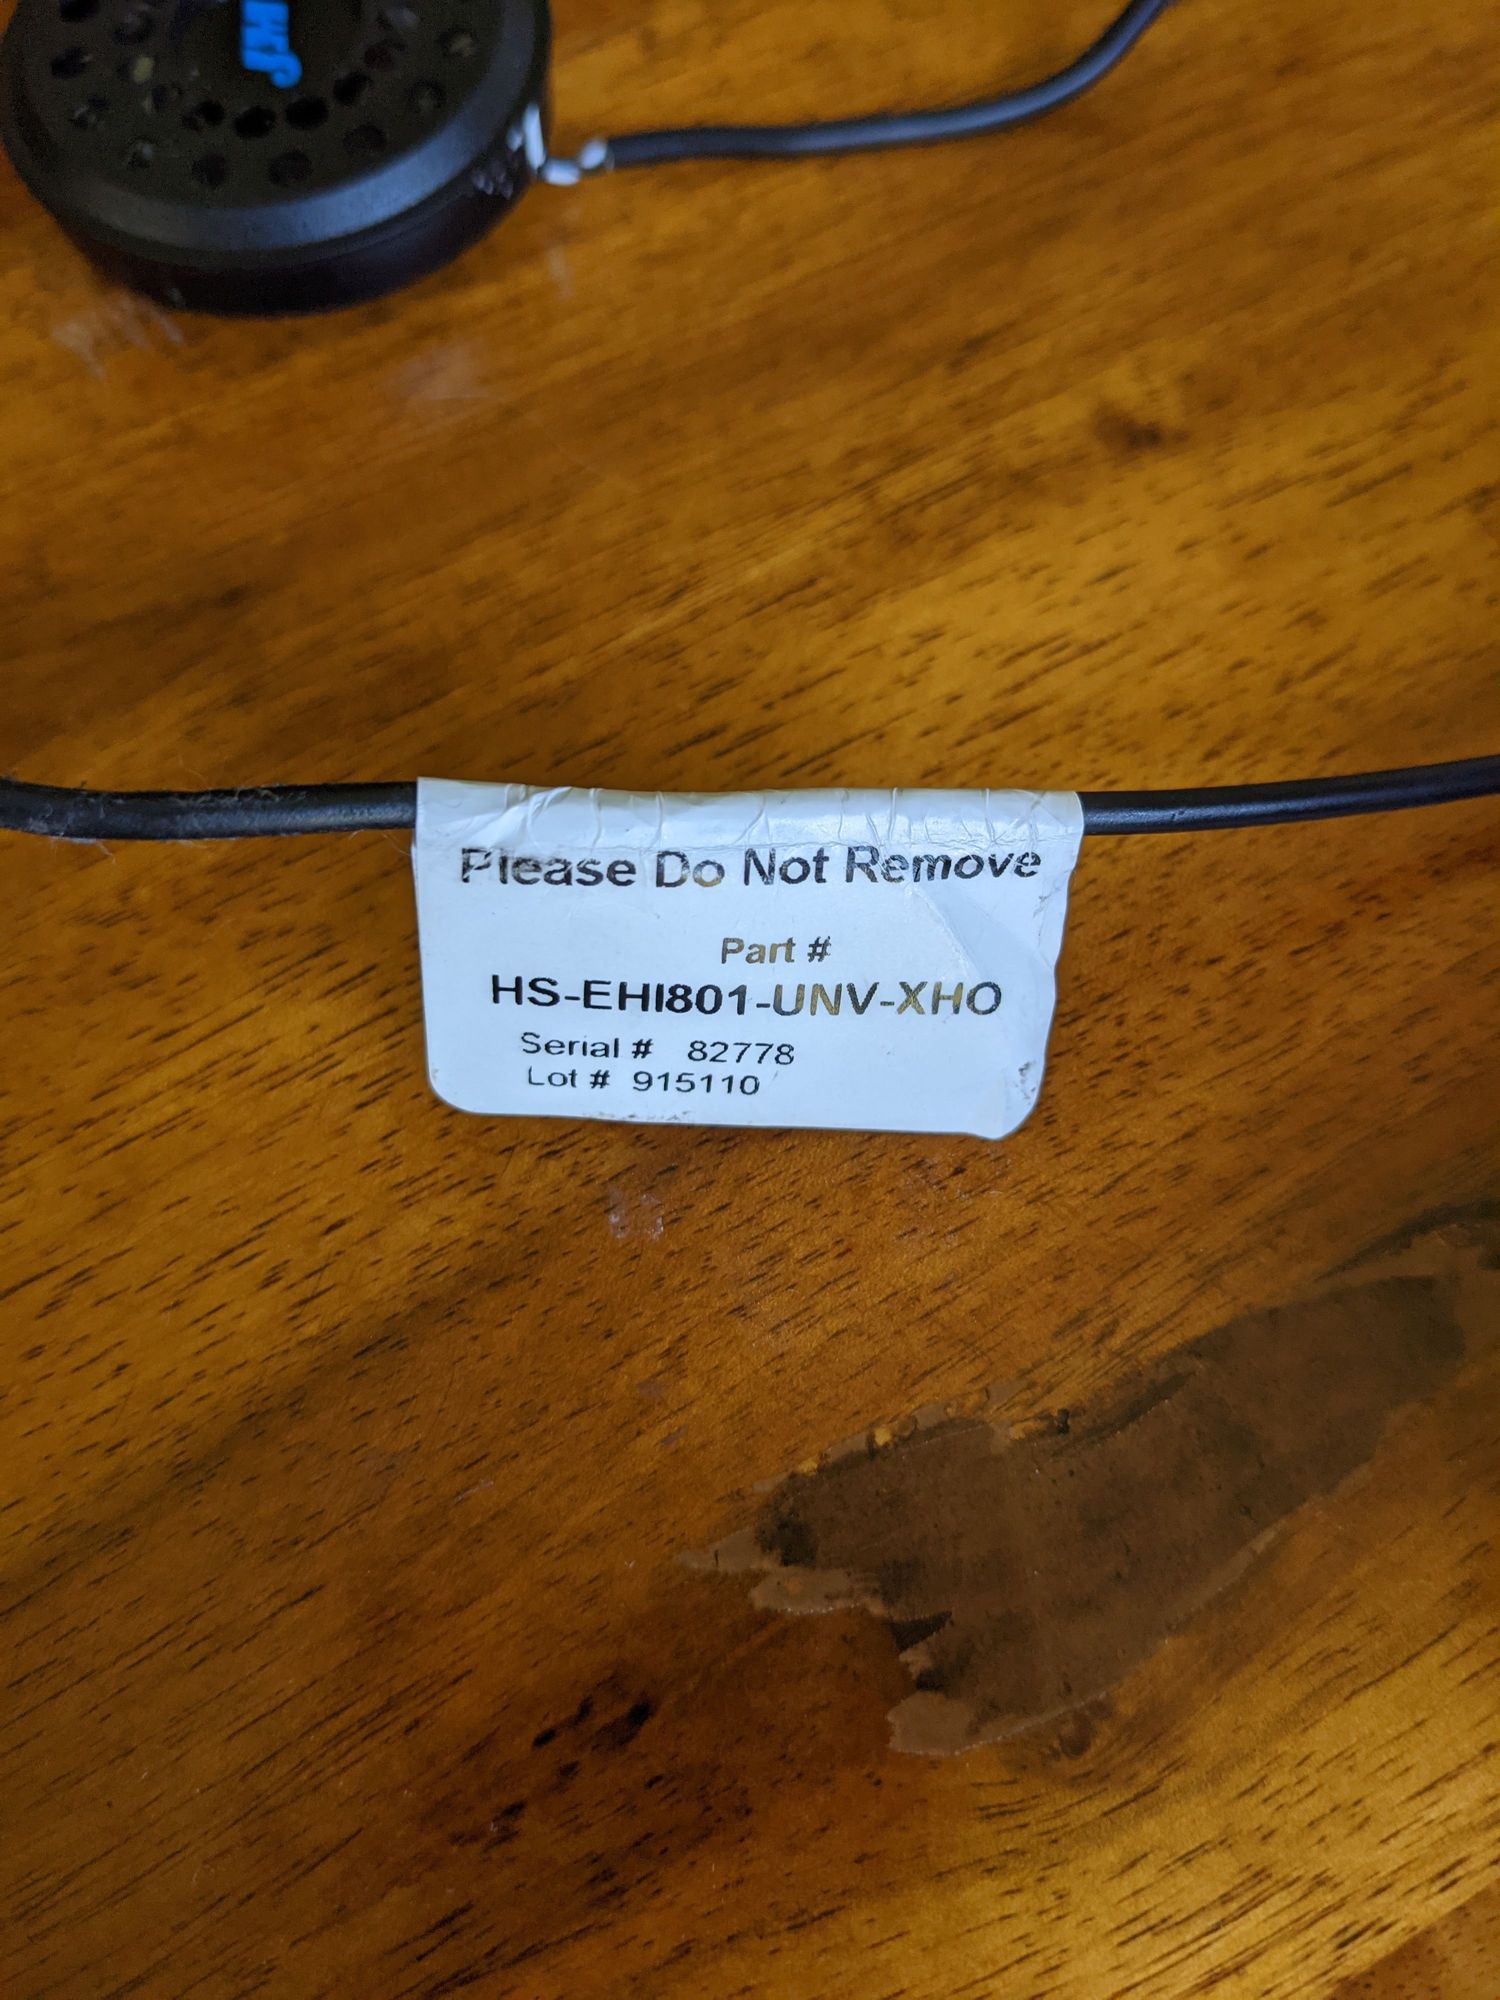 J&M
Please Do Not Remove
Part #
HS-EHI801-UNV-XHO
Serial # 82778
Lot # 915110